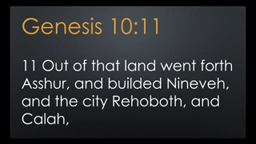 Genesis 10:11
11 Out of that land went forth
Asshur, and builded Nineveh,
and the city Rehoboth, and
Calah,